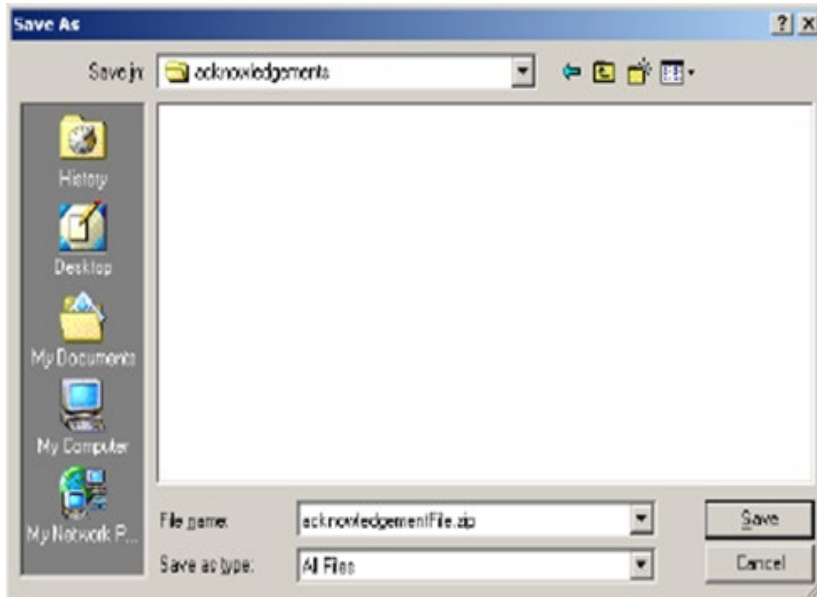 Save As
Save in: acknowledgements
History
Desktop
My Documents
My Computer
My Network P...
File name: acknowledgementFile.zip
Save
Save as type: All Files
Cancel